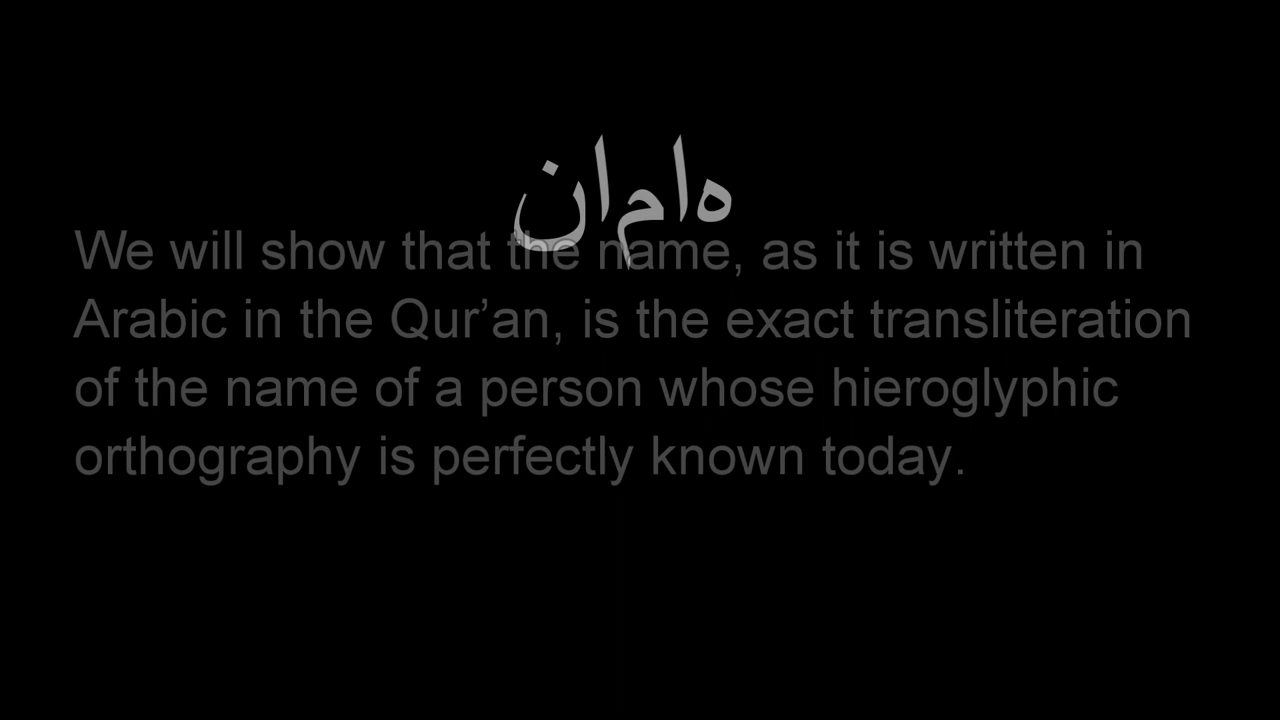 هامان
We will show that the name, as it is written in
Arabic in the Qur’an, is the exact transliteration
of the name of a person whose hieroglyphic
orthography is perfectly known today.